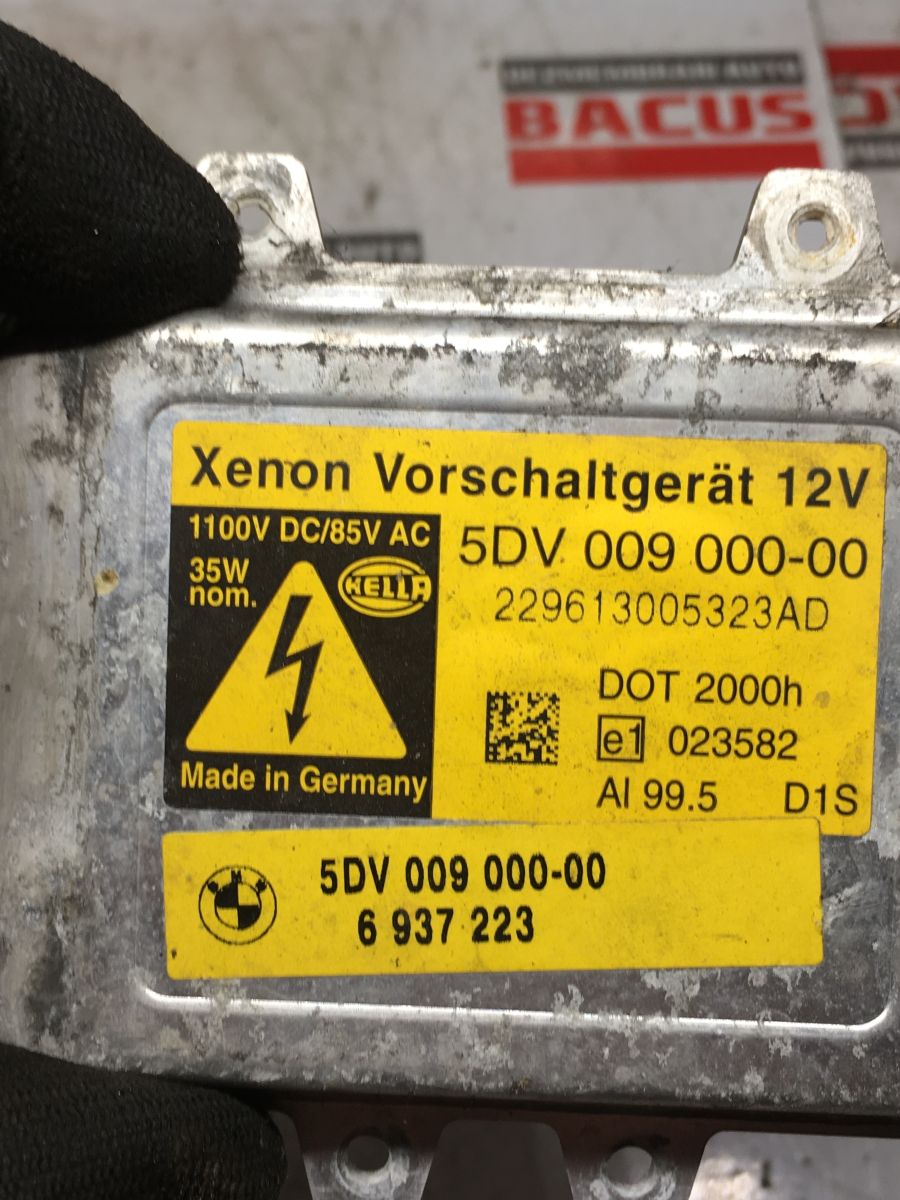 BACUS
Xenon Vorschaltgerät 12V
1100V DC/85V AC
35W
nom.
HELLA
Made in Germany
5DV 009 000-00
229613005323AD
DOT 2000h
e1 023582
Al 99.5 D1S
BMW
5DV 009 000-00
6 937 223